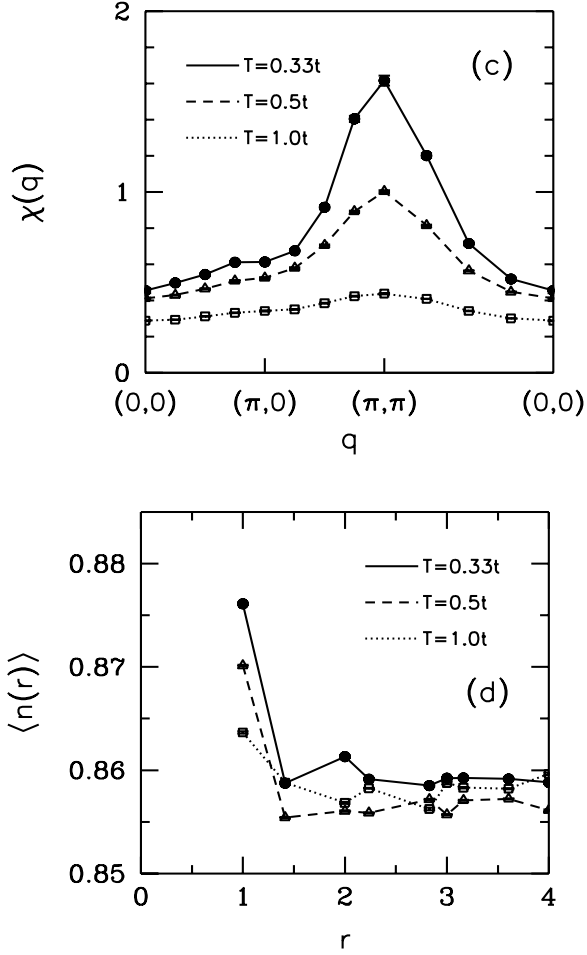 2
T=0.33t
(c)
T=0.5t
T=1.0t
χ(q)
1
0
(0,0) (π,0) (π,π) (0,0)
q
0.88
T=0.33t
T=0.5t
T=1.0t
0.87
(d)
⟨n(r)⟩
0.86
0.85
0 1 2 3 4
r